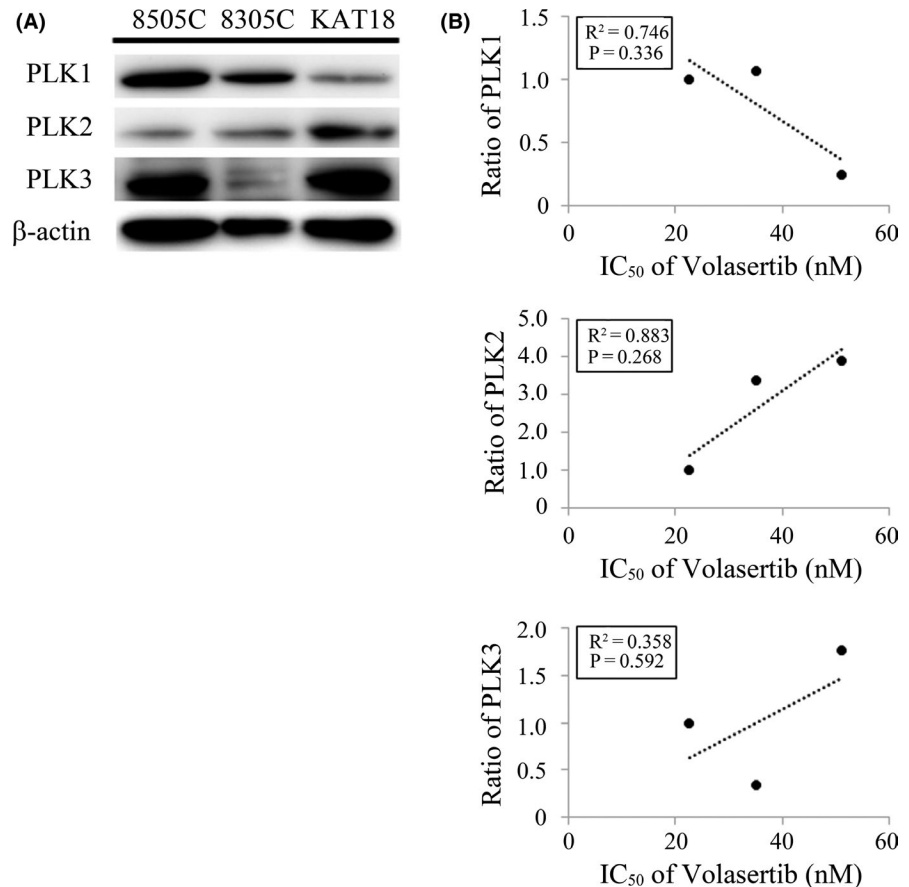 (A)
8505C 8305C KAT18
PLK1
PLK2
PLK3
β-actin
(B)
Ratio of PLK1
1.5
1.0
0.5
0
R² = 0.746
P = 0.336
0 20 40 60
IC₅₀ of Volasertib (nM)
Ratio of PLK2
5.0
4.0
3.0
2.0
1.0
0
R² = 0.883
P = 0.268
0 20 40 60
IC₅₀ of Volasertib (nM)
Ratio of PLK3
2.0
1.5
1.0
0.5
0
R² = 0.358
P = 0.592
0 20 40 60
IC₅₀ of Volasertib (nM)